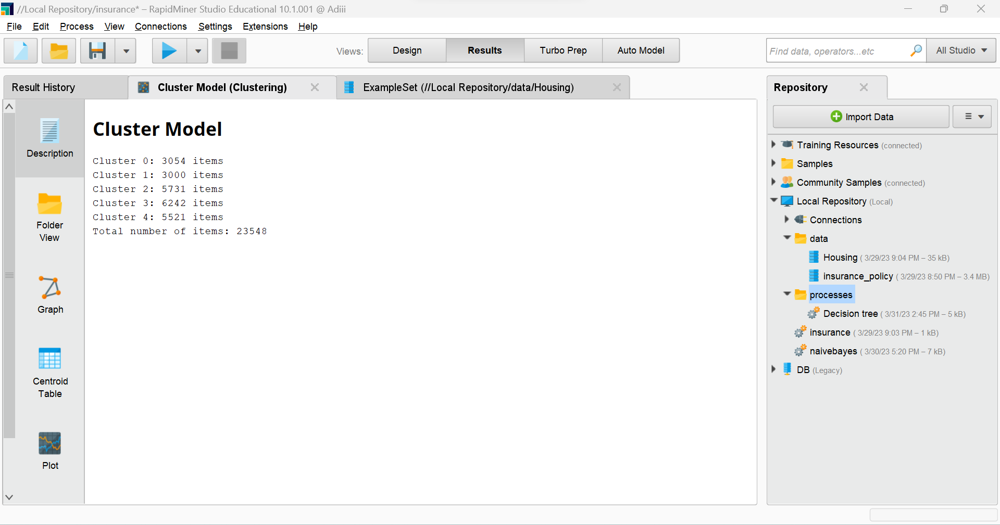 //Local Repository/insurance* – RapidMiner Studio Educational 10.1.001 @ Adiii
File Edit Process View Connections Settings Extensions Help
Views: Design Results Turbo Prep Auto Model
Find data, operators...etc All Studio
Result History Cluster Model (Clustering) ExampleSet (//Local Repository/data/Housing)
Description
Folder
View
Graph
Centroid
Table
Plot
Cluster Model
Cluster 0: 3054 items
Cluster 1: 3000 items
Cluster 2: 5731 items
Cluster 3: 6242 items
Cluster 4: 5521 items
Total number of items: 23548
Repository
Import Data
Training Resources (connected)
Samples
Community Samples (connected)
Local Repository (Local)
Connections
data
Housing ( 3/29/23 9:04 PM – 35 kB)
insurance_policy ( 3/29/23 8:50 PM – 3.4 MB)
processes
Decision tree ( 3/31/23 2:45 PM – 5 kB)
insurance ( 3/29/23 9:03 PM – 1 kB)
naivebayes ( 3/30/23 5:20 PM – 7 kB)
DB (Legacy)